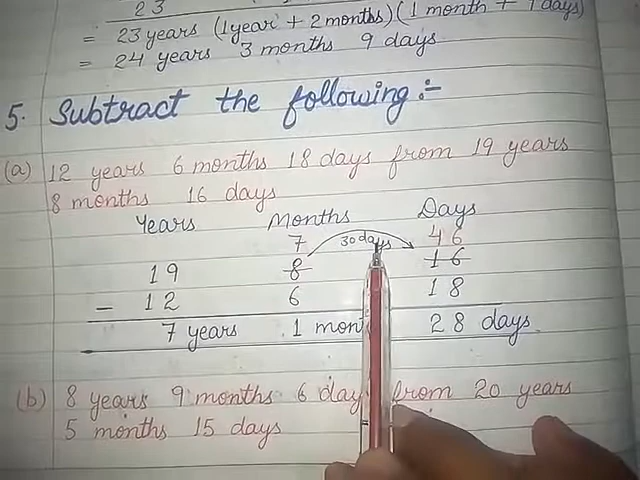 23
= 23 years (1 year + 2 months) (1 month + 9 days)
= 24 years 3 months 9 days
5. Subtract the following :-
(a) 12 years 6 months 18 days from 19 years
8 months 16 days
Years Months Days
7 30 days 46
19 8 16
- 12 6 18
7 years 1 mon 28 days
(b) 8 years 9 months 6 day from 20 years
5 months 15 days